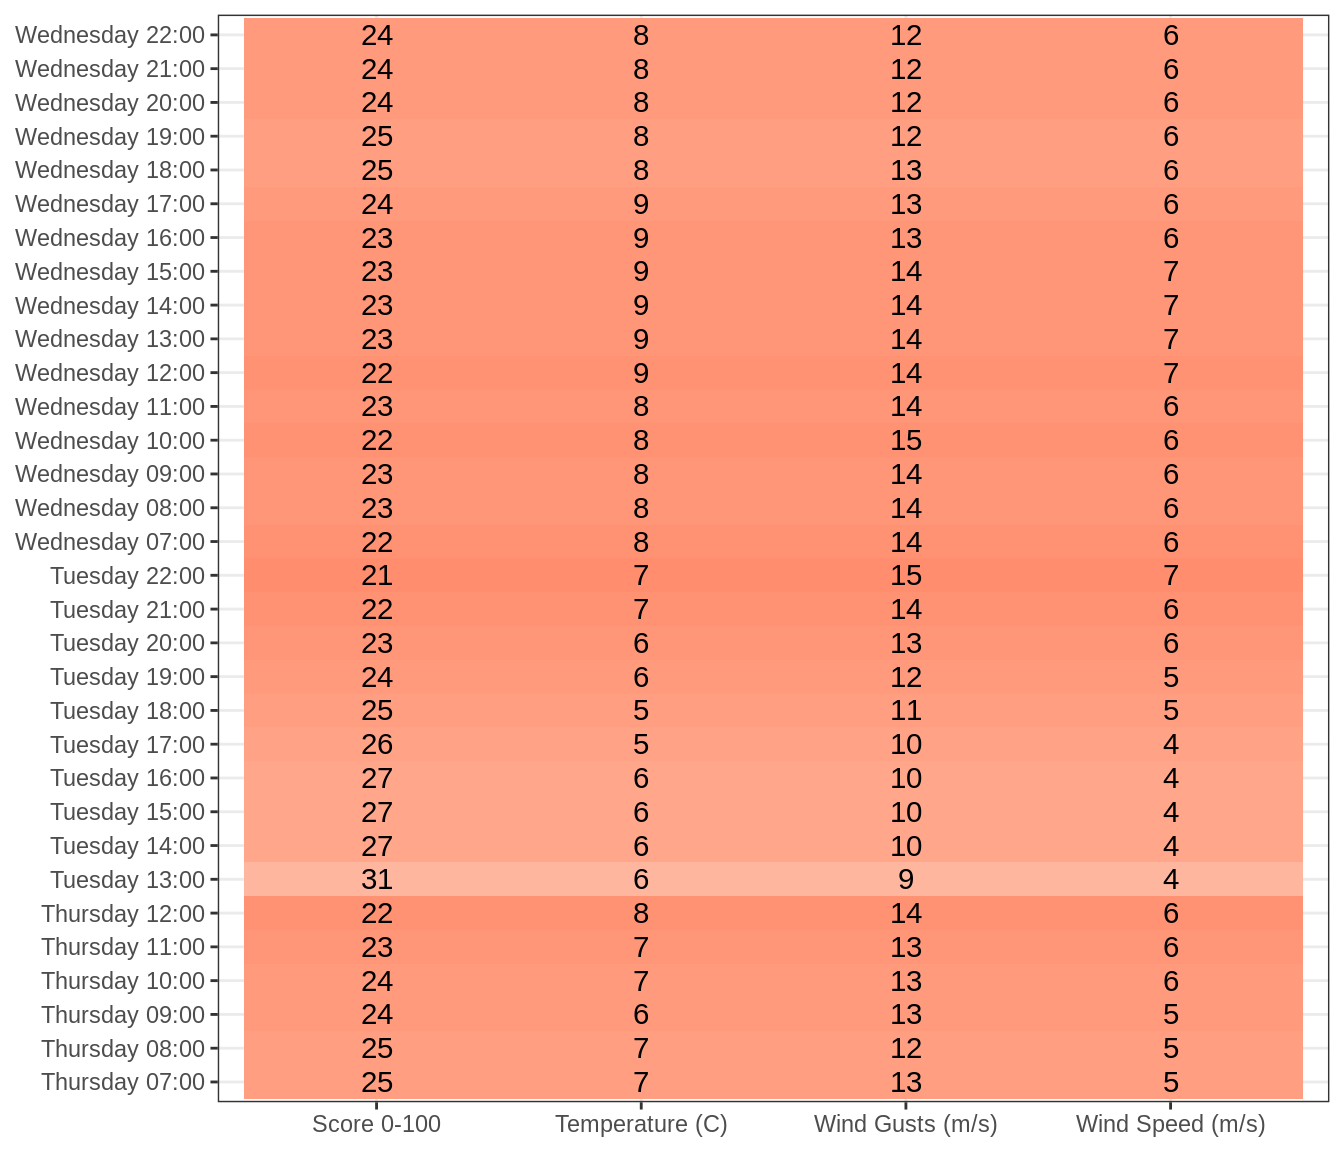 Wednesday 22:00 24 8 12 6
Wednesday 21:00 24 8 12 6
Wednesday 20:00 24 8 12 6
Wednesday 19:00 25 8 12 6
Wednesday 18:00 25 8 13 6
Wednesday 17:00 24 9 13 6
Wednesday 16:00 23 9 13 6
Wednesday 15:00 23 9 14 7
Wednesday 14:00 23 9 14 7
Wednesday 13:00 23 9 14 7
Wednesday 12:00 22 9 14 7
Wednesday 11:00 23 8 14 6
Wednesday 10:00 22 8 15 6
Wednesday 09:00 23 8 14 6
Wednesday 08:00 23 8 14 6
Wednesday 07:00 22 8 14 6
Tuesday 22:00 21 7 15 7
Tuesday 21:00 22 7 14 6
Tuesday 20:00 23 6 13 6
Tuesday 19:00 24 6 12 5
Tuesday 18:00 25 5 11 5
Tuesday 17:00 26 5 10 4
Tuesday 16:00 27 6 10 4
Tuesday 15:00 27 6 10 4
Tuesday 14:00 27 6 10 4
Tuesday 13:00 31 6 9 4
Thursday 12:00 22 8 14 6
Thursday 11:00 23 7 13 6
Thursday 10:00 24 7 13 6
Thursday 09:00 24 6 13 5
Thursday 08:00 25 7 12 5
Thursday 07:00 25 7 13 5
Score 0-100 Temperature (C) Wind Gusts (m/s) Wind Speed (m/s)